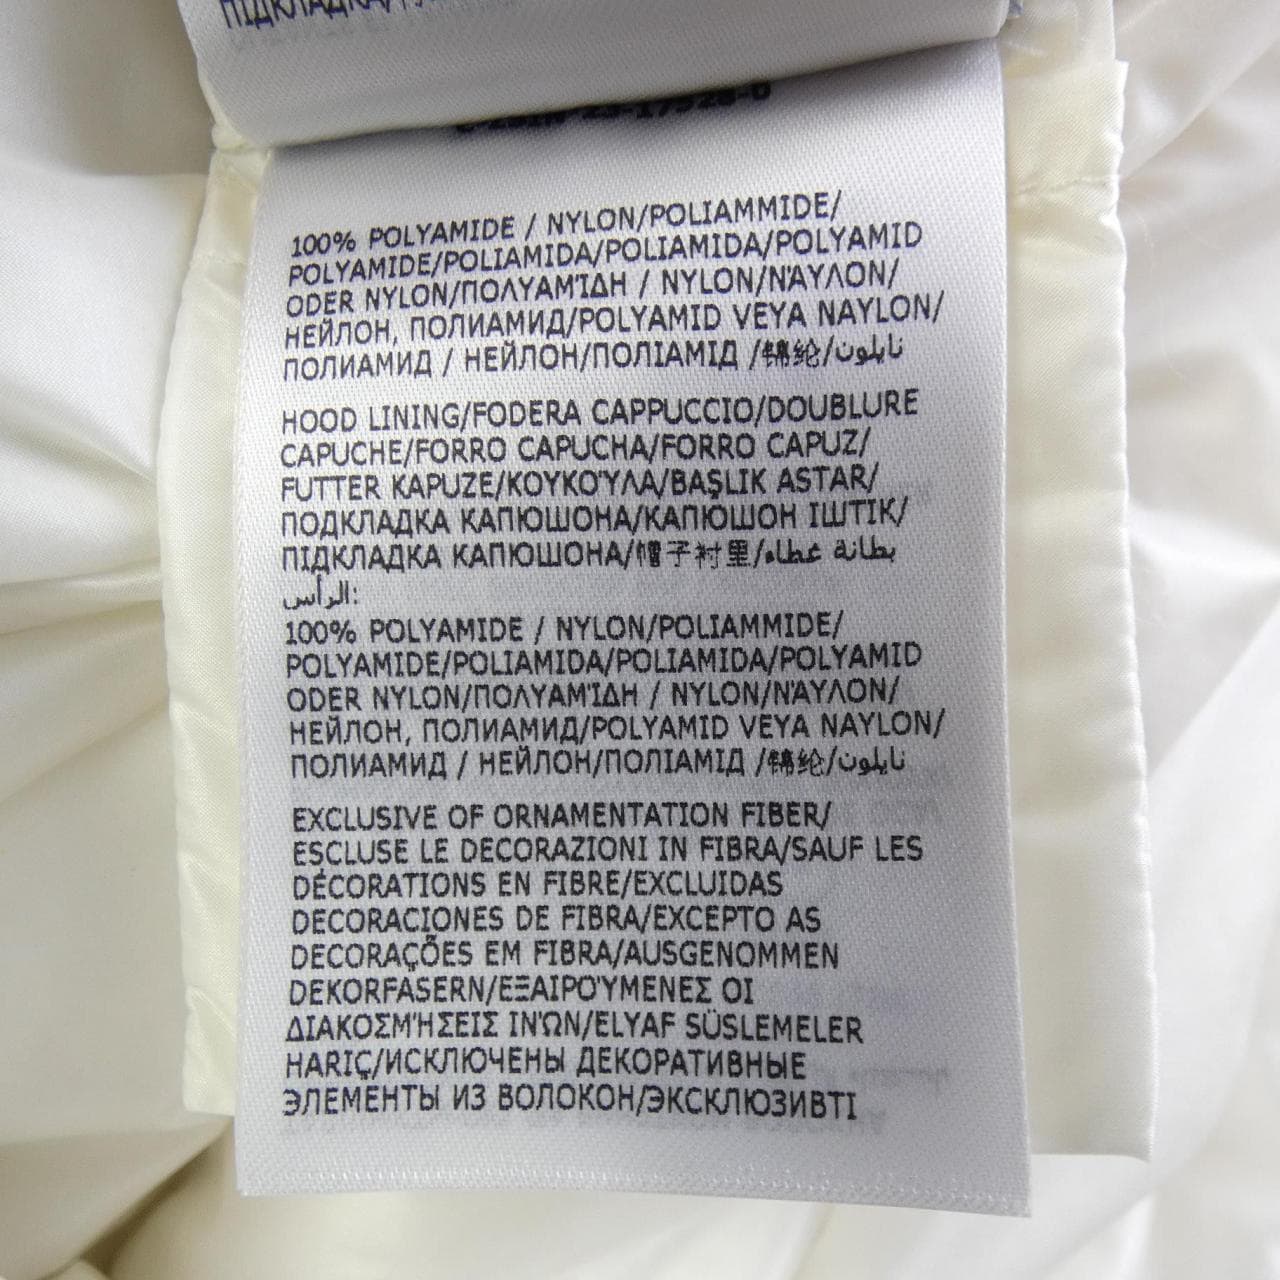 ПІДКЛАДКА/
100% POLYAMIDE / NYLON/POLIAMMIDE/
POLYAMIDE/POLIAMIDA/POLIAMIDA/POLYAMID
ODER NYLON/ΠΟΛΥΑΜΊΔΗ / NYLON/ΝΆΥΛΟΝ/
НЕЙЛОН, ПОЛИАМИД/POLYAMID VEYA NAYLON/
ПОЛИАМИД / НЕЙЛОН/ПОЛІАМІД /锦纶/نايلون
HOOD LINING/FODERA CAPPUCCIO/DOUBLURE
CAPUCHE/FORRO CAPUCHA/FORRO CAPUZ/
FUTTER KAPUZE/ΚΟΥΚΟΎΛΑ/BAŞLIK ASTAR/
ПОДКЛАДКА КАПЮШОНА/КАПЮШОН ІШТІК/
ПІДКЛАДКА КАПЮШОНА/帽子衬里/بطانة غطاء
الرأس:
100% POLYAMIDE / NYLON/POLIAMMIDE/
POLYAMIDE/POLIAMIDA/POLIAMIDA/POLYAMID
ODER NYLON/ΠΟΛΥΑΜΊΔΗ / NYLON/ΝΆΥΛΟΝ/
НЕЙЛОН, ПОЛИАМИД/POLYAMID VEYA NAYLON/
ПОЛИАМИД / НЕЙЛОН/ПОЛІАМІД /锦纶/نايلون
EXCLUSIVE OF ORNAMENTATION FIBER/
ESCLUSE LE DECORAZIONI IN FIBRA/SAUF LES
DÉCORATIONS EN FIBRE/EXCLUIDAS
DECORACIONES DE FIBRA/EXCEPTO AS
DECORAÇÕES EM FIBRA/AUSGENOMMEN
DEKORFASERN/ΕΞΑΙΡΟΎΜΕΝΕΣ ΟΙ
ΔΙΑΚΟΣΜΉΣΕΙΣ ΙΝΏΝ/ELYAF SÜSLEMELER
HARIÇ/ИСКЛЮЧЕНЫ ДЕКОРАТИВНЫЕ
ЭЛЕМЕНТЫ ИЗ ВОЛОКОН/ЭКСКЛЮЗИВТІ